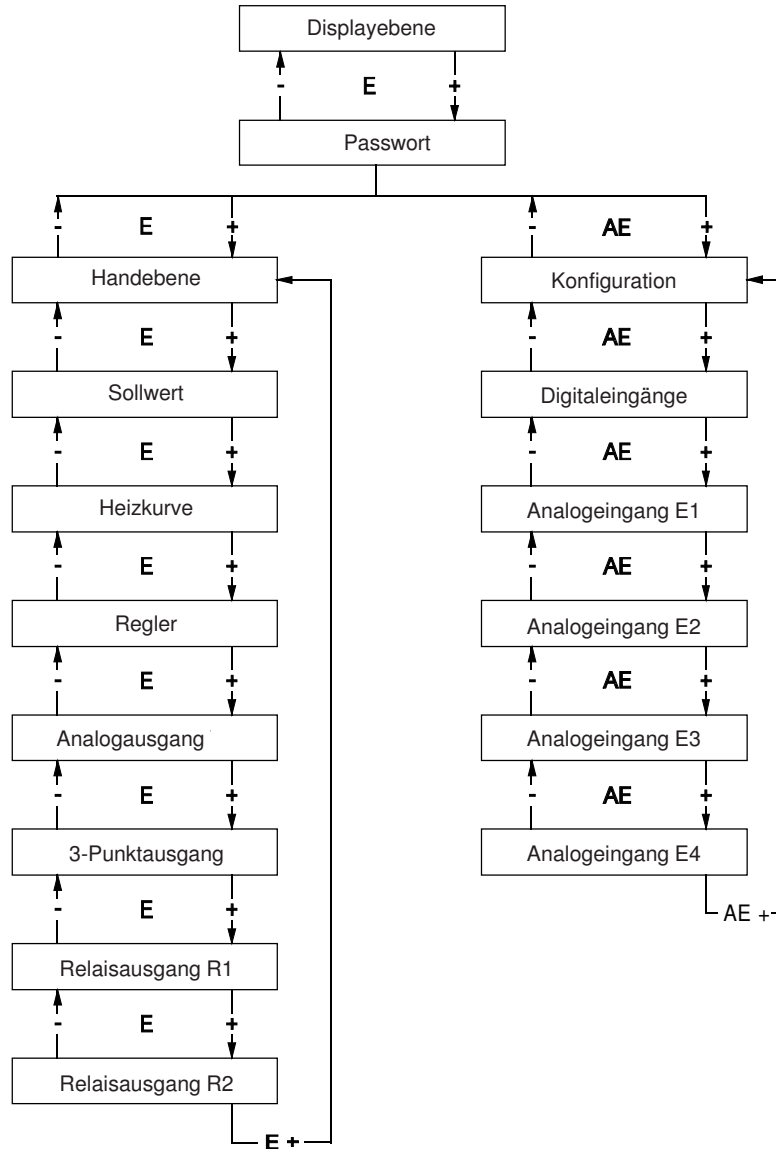 Displayebene
- E +
Passwort
- E + - AE +
Handebene Konfiguration
- E + - AE +
Sollwert Digitaleingänge
- E + - AE +
Heizkurve Analogeingang E1
- E + - AE +
Regler Analogeingang E2
- E + - AE +
Analogausgang Analogeingang E3
- E + - AE +
3-Punktausgang Analogeingang E4
- E + AE +
Relaisausgang R1
- E +
Relaisausgang R2
E +